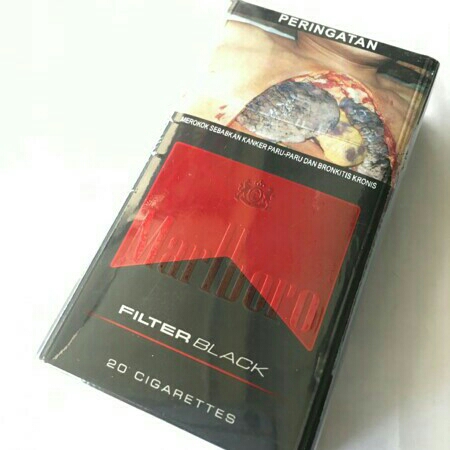 PERINGATAN
MEROKOK SEBABKAN KANKER PARU-PARU DAN BRONKITIS KRONIS
Marlboro
FILTER BLACK
20 CIGARETTES